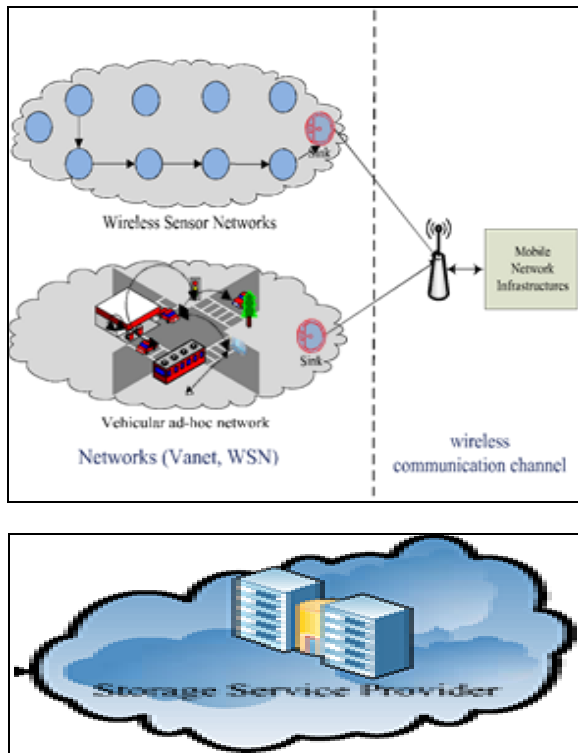 Sink
Wireless Sensor Networks
Mobile
Network
Infrastructures
Sink
Vehicular ad-hoc network
Networks (Vanet, WSN)
wireless
communication channel
Storage Service Provider